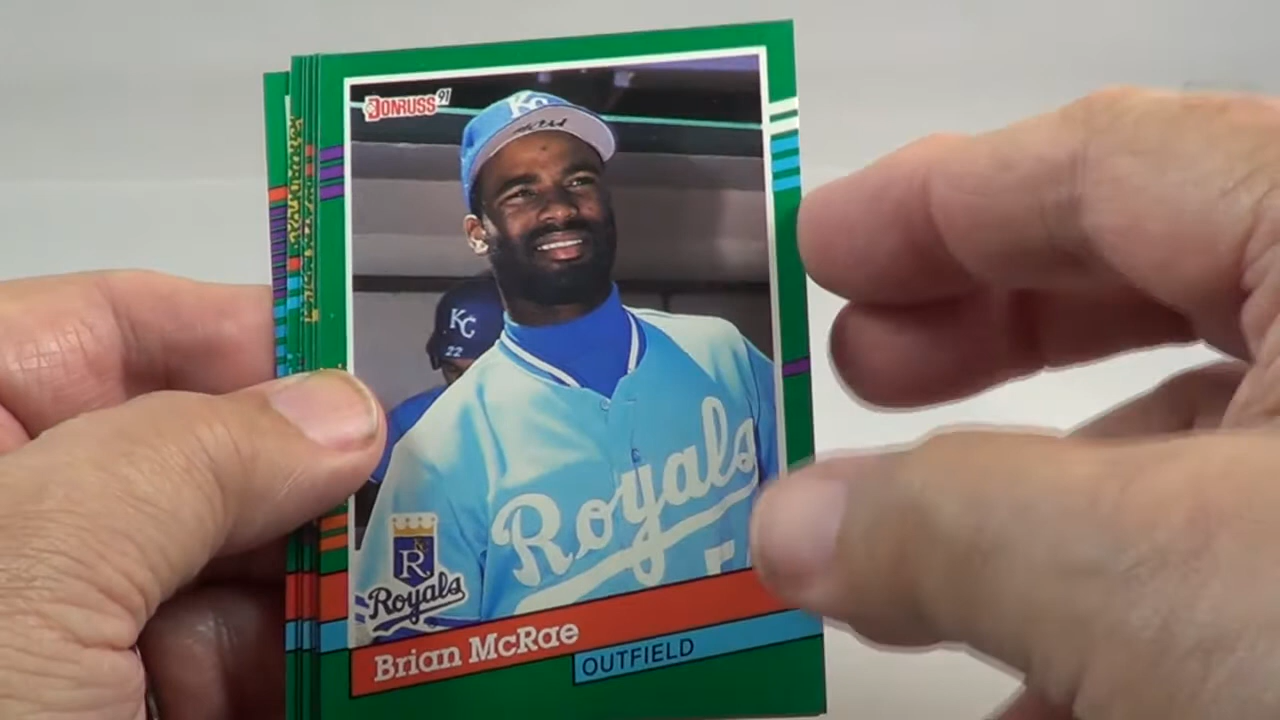 DONRUSS 91
KC
KC
22
Royals
R
Royals
Brian McRae
OUTFIELD